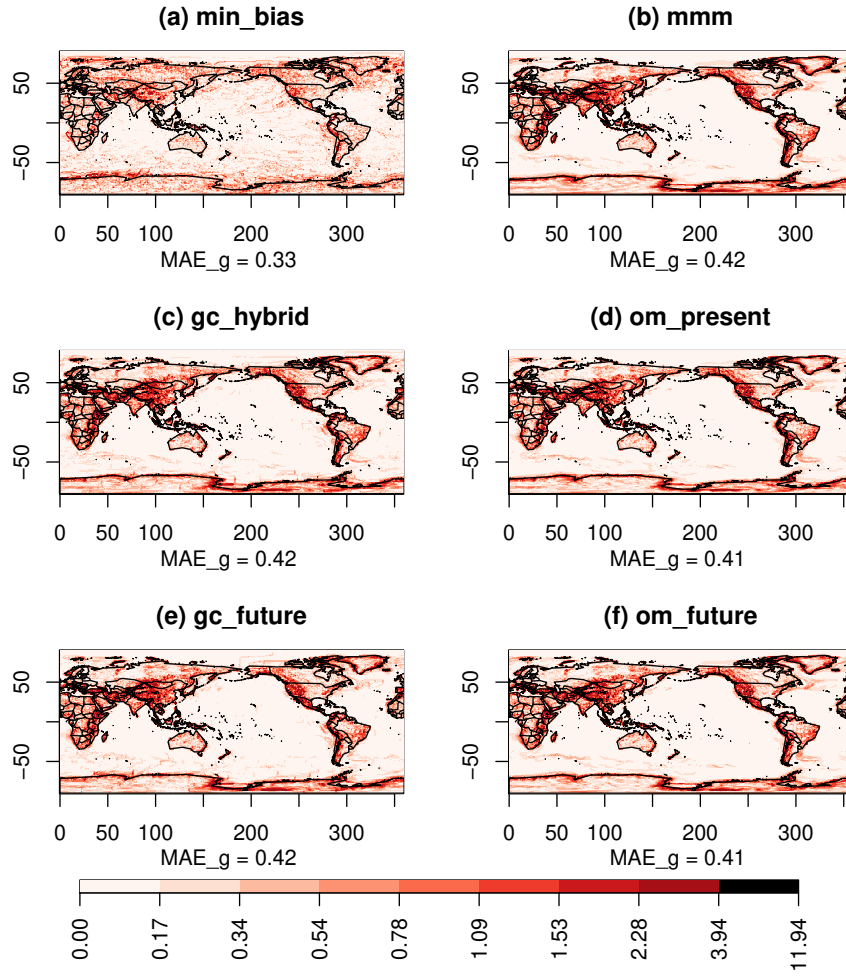 (a) min_bias
(b) mmm
50
−50
0 50 100 200 300
MAE_g = 0.33
50
−50
0 50 100 200 300
MAE_g = 0.42
(c) gc_hybrid
(d) om_present
50
−50
0 50 100 200 300
MAE_g = 0.42
50
−50
0 50 100 200 300
MAE_g = 0.41
(e) gc_future
(f) om_future
50
−50
0 50 100 200 300
MAE_g = 0.42
50
−50
0 50 100 200 300
MAE_g = 0.41
0.00
0.17
0.34
0.54
0.78
1.09
1.53
2.28
3.94
11.94